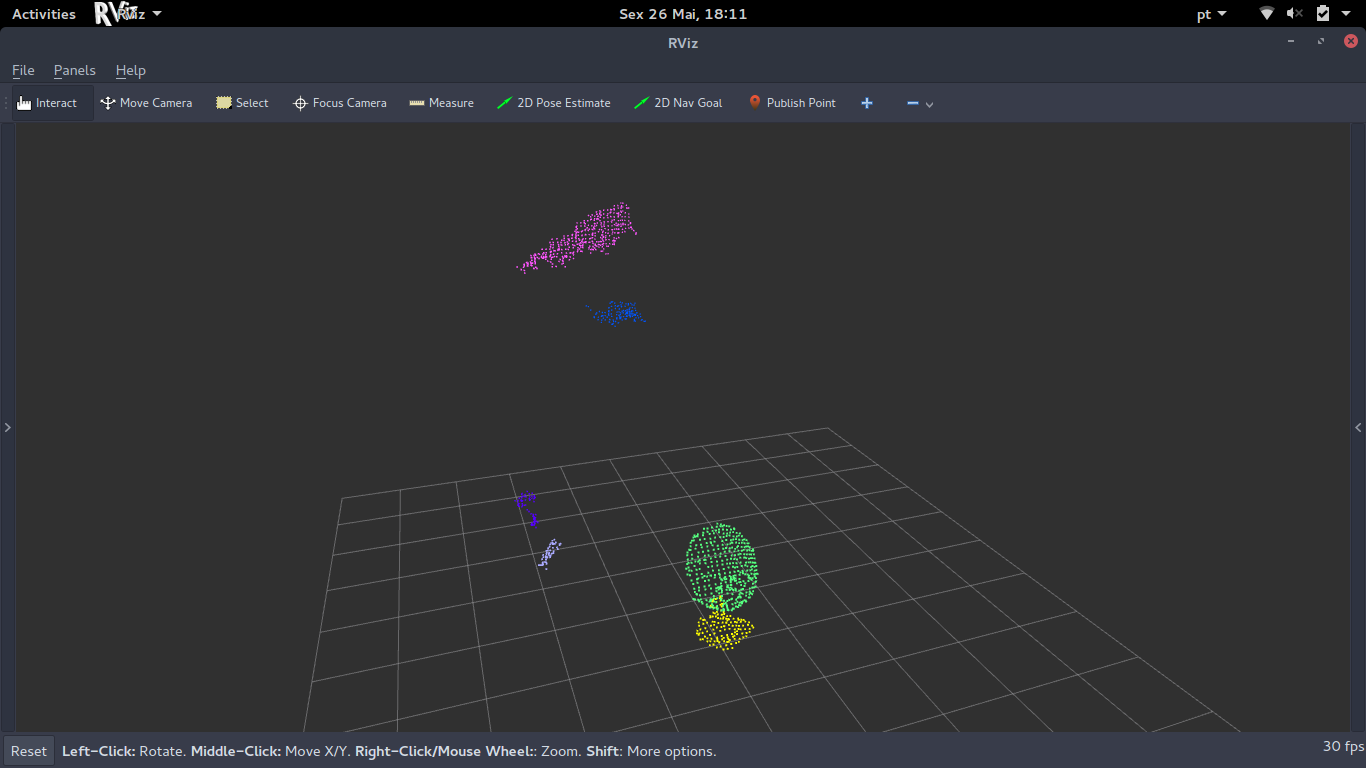 Activities RViz RViz Sex 26 Mai, 18:11 pt
RViz
File Panels Help
Interact Move Camera Select Focus Camera Measure 2D Pose Estimate 2D Nav Goal Publish Point
Reset Left-Click: Rotate. Middle-Click: Move X/Y. Right-Click/Mouse Wheel:: Zoom. Shift: More options. 30 fps